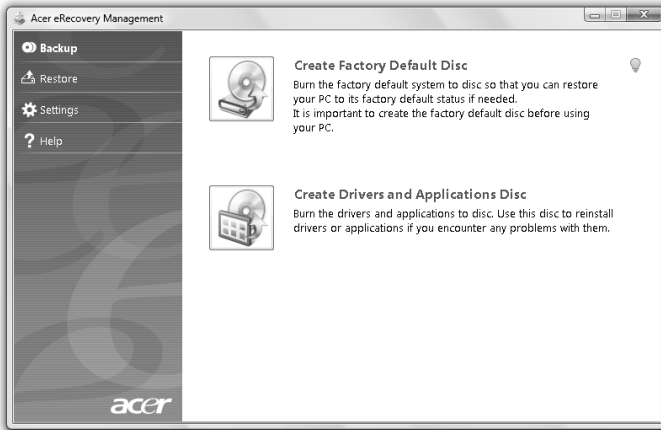 Acer eRecovery Management
Backup
Restore
Settings
? Help
Create Factory Default Disc
Burn the factory default system to disc so that you can restore
your PC to its factory default status if needed.
It is important to create the factory default disc before using
your PC.
Create Drivers and Applications Disc
Burn the drivers and applications to disc. Use this disc to reinstall
drivers or applications if you encounter any problems with them.
acer